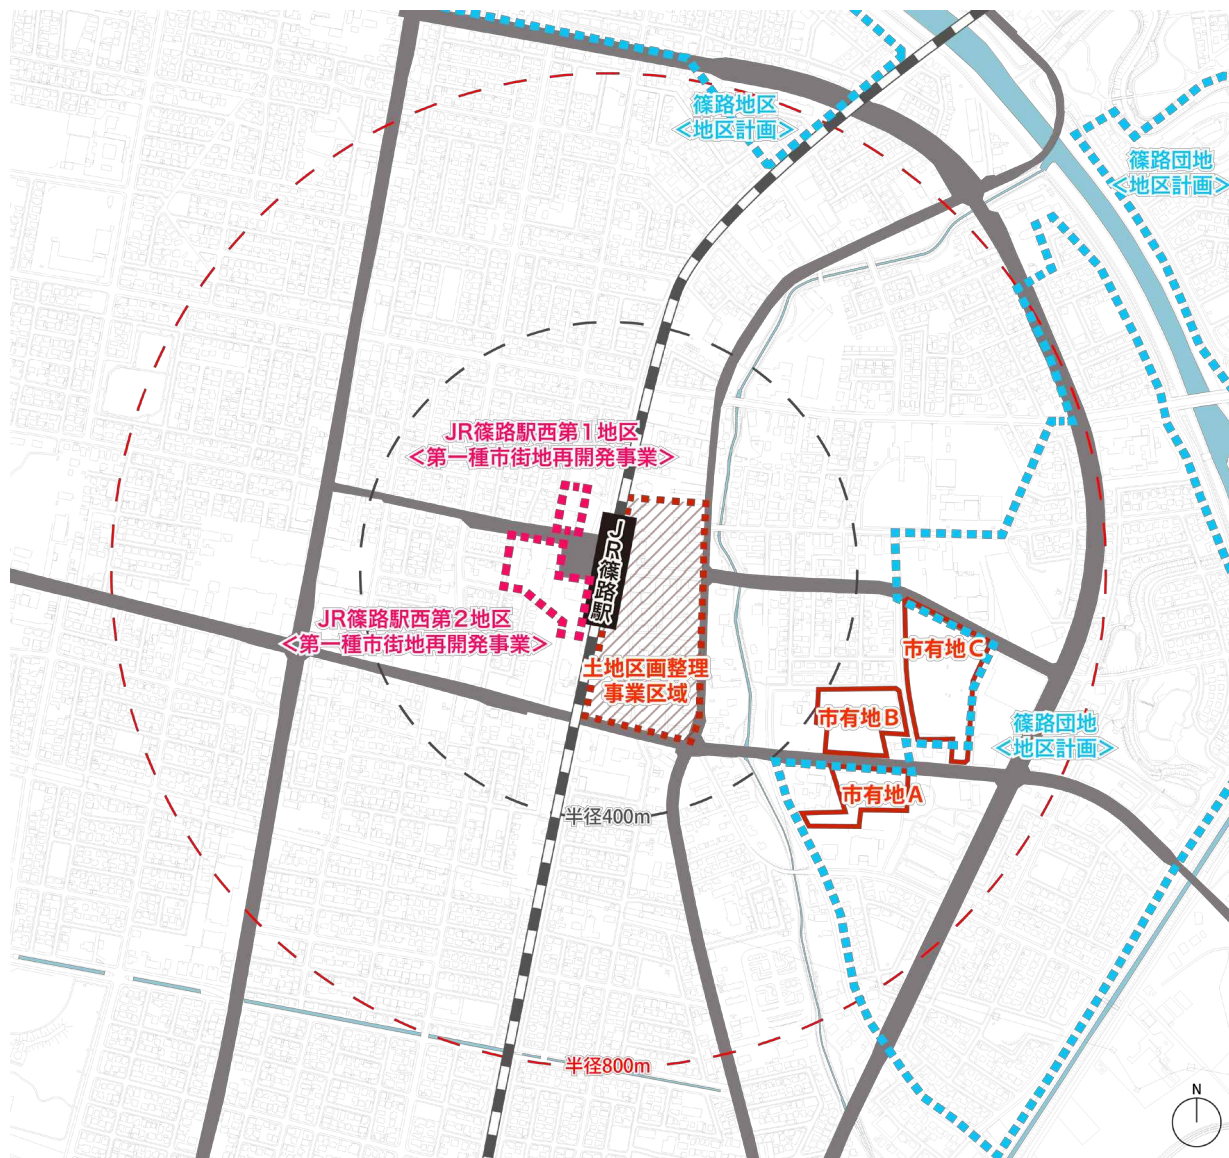 篠路地区
＜地区計画＞
篠路団地
＜地区計画＞
JR篠路駅西第1地区
＜第一種市街地再開発事業＞
JR篠路駅
JR篠路駅西第2地区
＜第一種市街地再開発事業＞
土地区画整理
事業区域
市有地C
市有地B
篠路団地
＜地区計画＞
市有地A
半径400m
半径800m
N